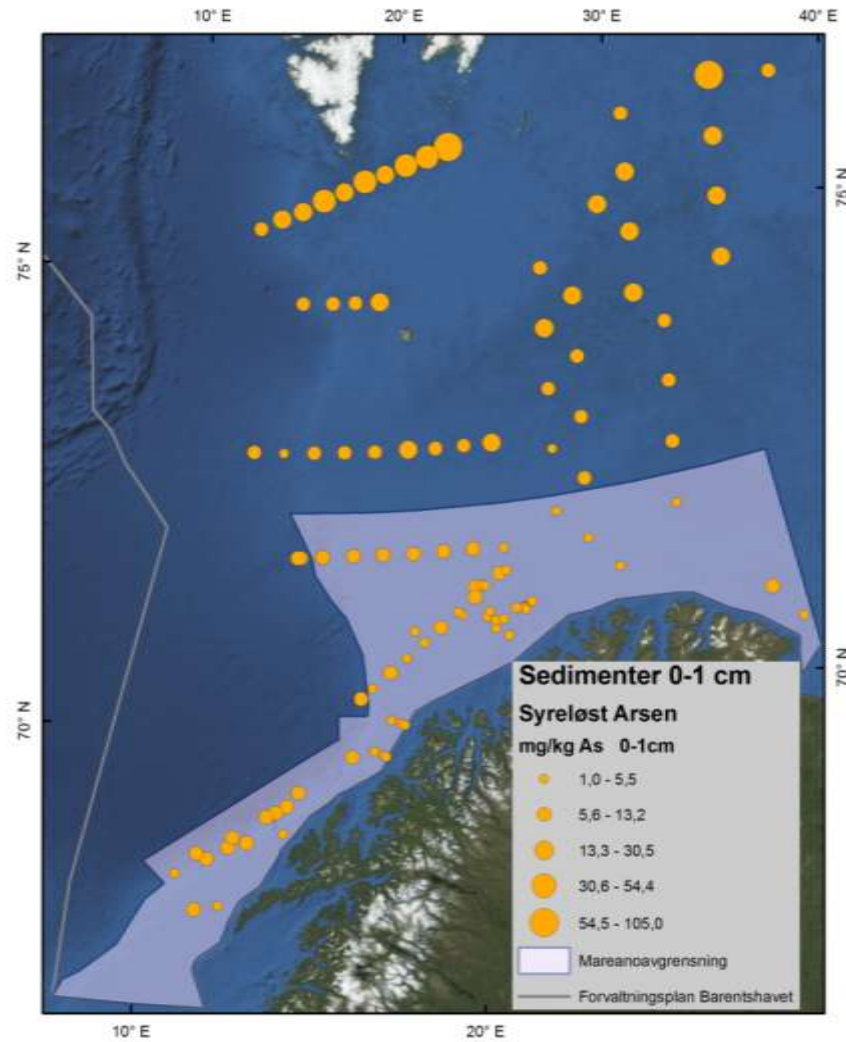 10° E 20° E 30° E 40° E
75° N
75° N
70° N
70° N
Sedimenter 0-1 cm
Syreløst Arsen
mg/kg As 0-1cm
1,0 - 5,5
5,6 - 13,2
13,3 - 30,5
30,6 - 54,4
54,5 - 105,0
Mareanoavgrensning
Forvaltningsplan Barentshavet
10° E 20° E